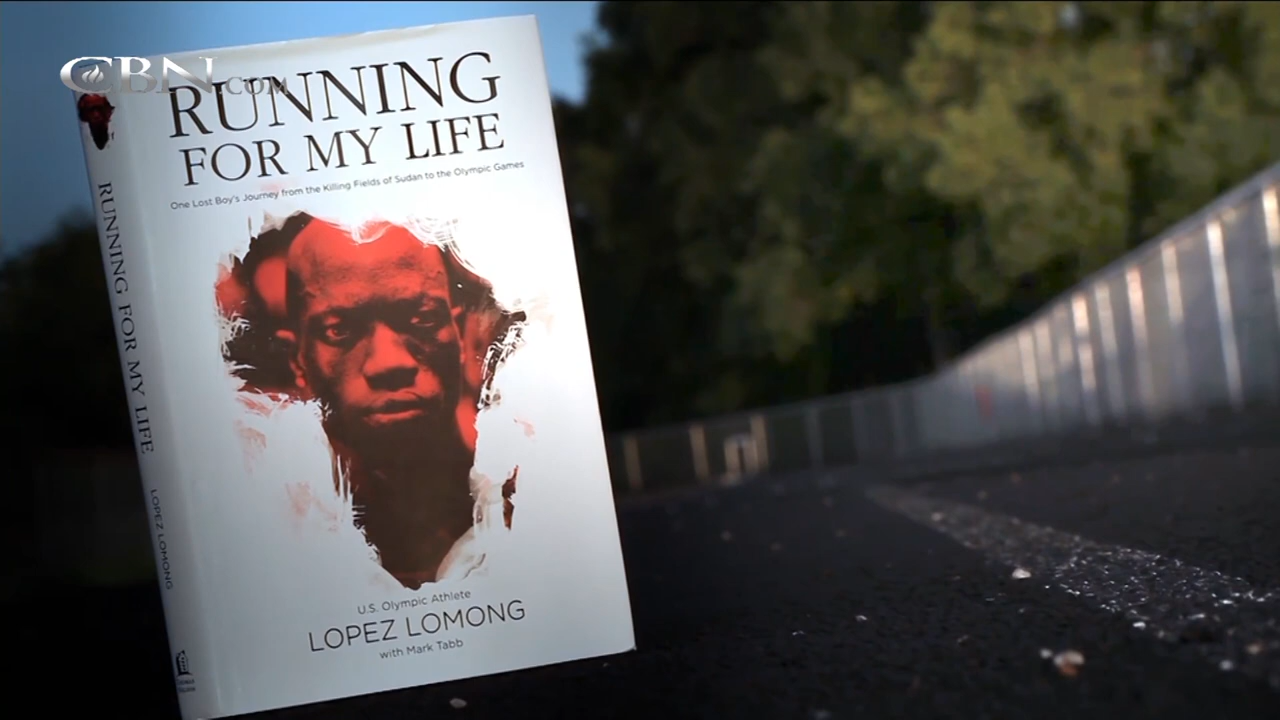 CBN.COM
RUNNING
FOR MY LIFE
One Lost Boy's Journey from the Killing Fields of Sudan to the Olympic Games
RUNNING FOR MY LIFE
LOPEZ LOMONG
U.S. Olympic Athlete
LOPEZ LOMONG
with Mark Tabb